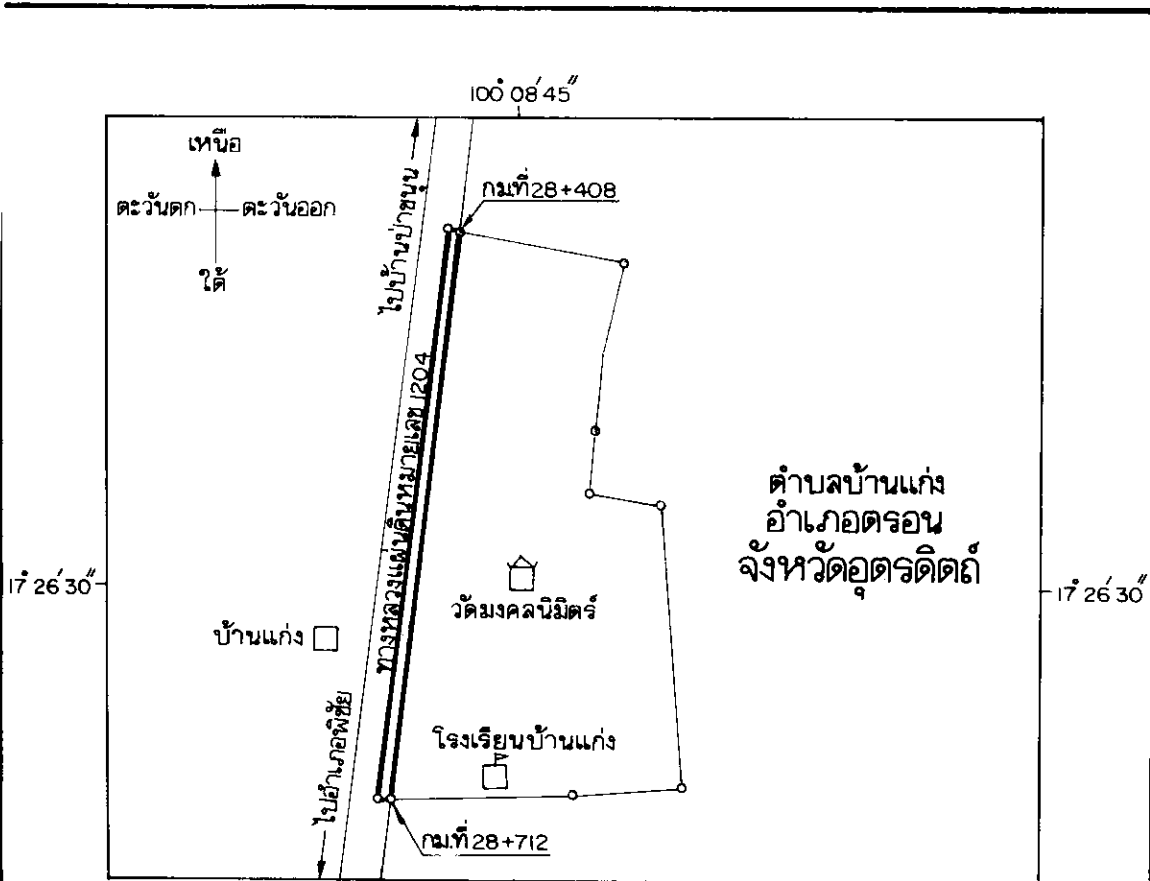 100° 08′ 45″
เหนือ
ตะวันตก
ตะวันออก
ใต้
ไปบ้านป่าขนุน
กม.ที่ 28+408
ทางหลวงแผ่นดินหมายเลข 1204
ตำบลบ้านแก่ง
อำเภอตรอน
จังหวัดอุตรดิตถ์
17° 26′ 30″
17° 26′ 30″
วัดมงคลนิมิตร์
บ้านแก่ง
โรงเรียนบ้านแก่ง
ไปอำเภอพิชัย
กม.ที่ 28+712